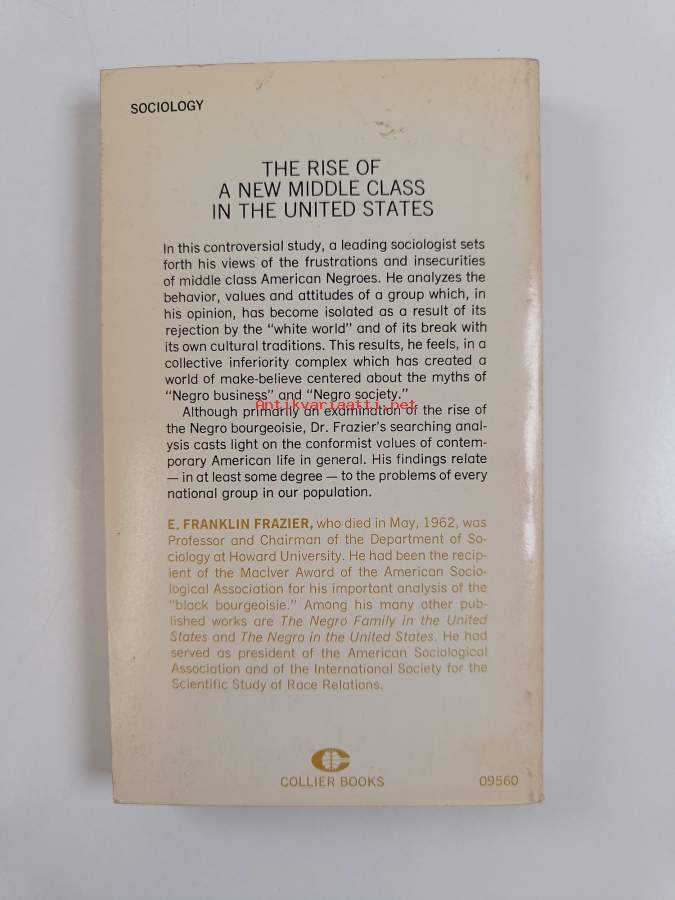 SOCIOLOGY
THE RISE OF
A NEW MIDDLE CLASS
IN THE UNITED STATES
In this controversial study, a leading sociologist sets
forth his views of the frustrations and insecurities
of middle class American Negroes. He analyzes the
behavior, values and attitudes of a group which, in
his opinion, has become isolated as a result of its
rejection by the “white world” and of its break with
its own cultural traditions. This results, he feels, in a
collective inferiority complex which has created a
world of make-believe centered about the myths of
“Negro business” and “Negro society.”
Antikvariaatti.net
Although primarily an examination of the rise of
the Negro bourgeoisie, Dr. Frazier’s searching anal-
ysis casts light on the conformist values of contem-
porary American life in general. His findings relate
— in at least some degree — to the problems of every
national group in our population.
E. FRANKLIN FRAZIER, who died in May, 1962, was
Professor and Chairman of the Department of So-
ciology at Howard University. He had been the recip-
ient of the MacIver Award of the American Socio-
logical Association for his important analysis of the
“black bourgeoisie.” Among his many other pub-
lished works are The Negro Family in the United
States and The Negro in the United States. He had
served as president of the American Sociological
Association and of the International Society for the
Scientific Study of Race Relations.
COLLIER BOOKS
09560